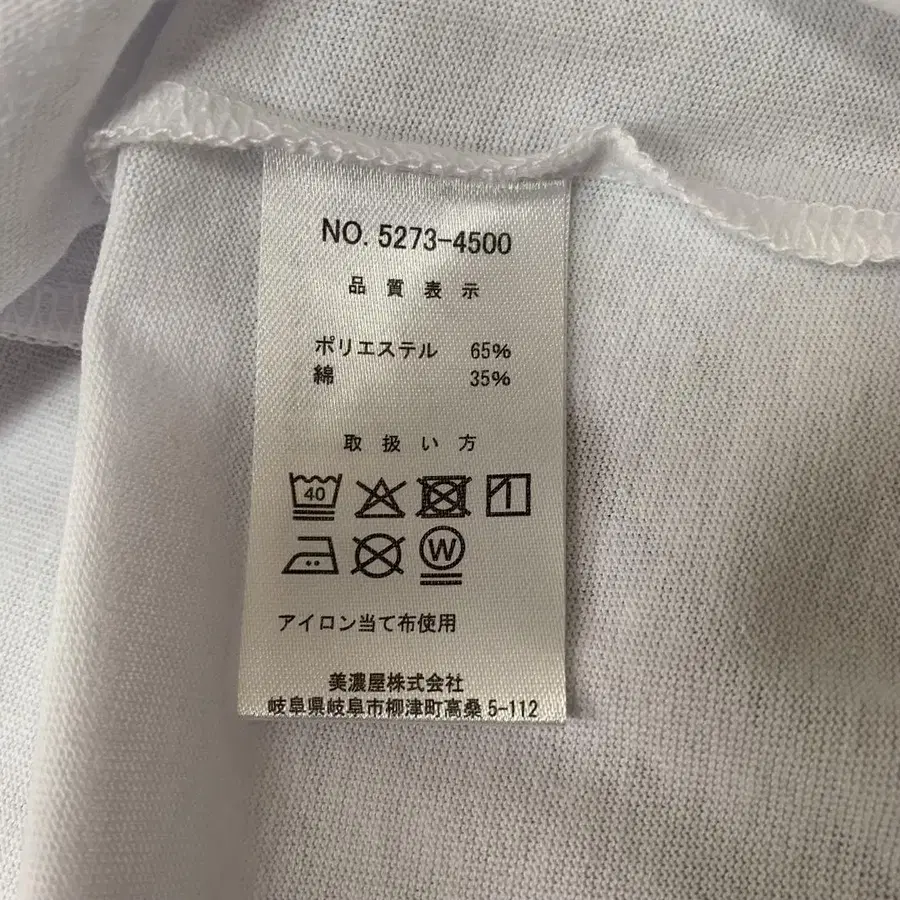 NO. 5273-4500
品質表示
ポリエステル 65%
綿 35%
取扱い方
40
W
アイロン当て布使用
美濃屋株式会社
岐阜県岐阜市柳津町高桑5-112